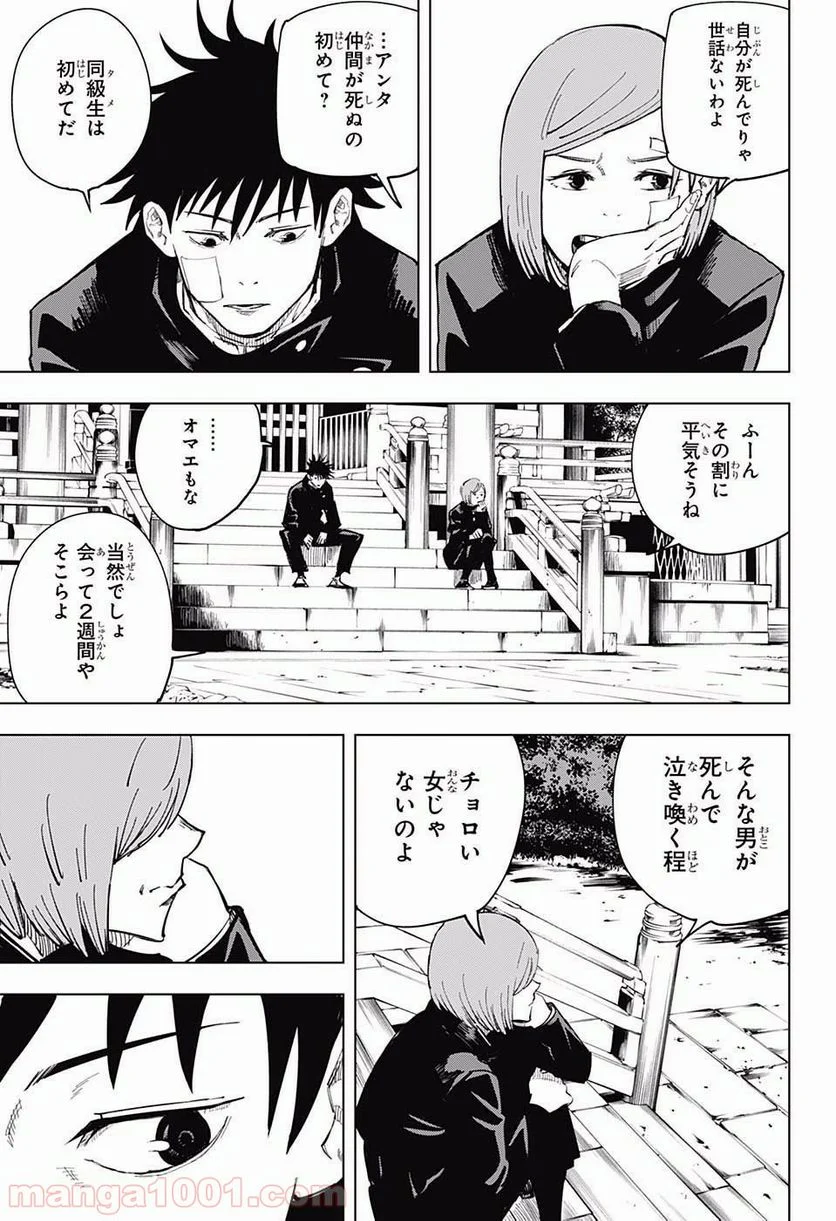 自分が死んでりゃ
世話ないわよ
…アンタ
仲間が死ぬの
初めて？
同級生は
初めてだ
ふーん
その割に
平気そうね
……
オマエもな
当然でしょ
会って2週間や
そこらよ
そんな男が
死んで
泣き喚く程
チョロい
女じゃ
ないのよ
manga1001.com